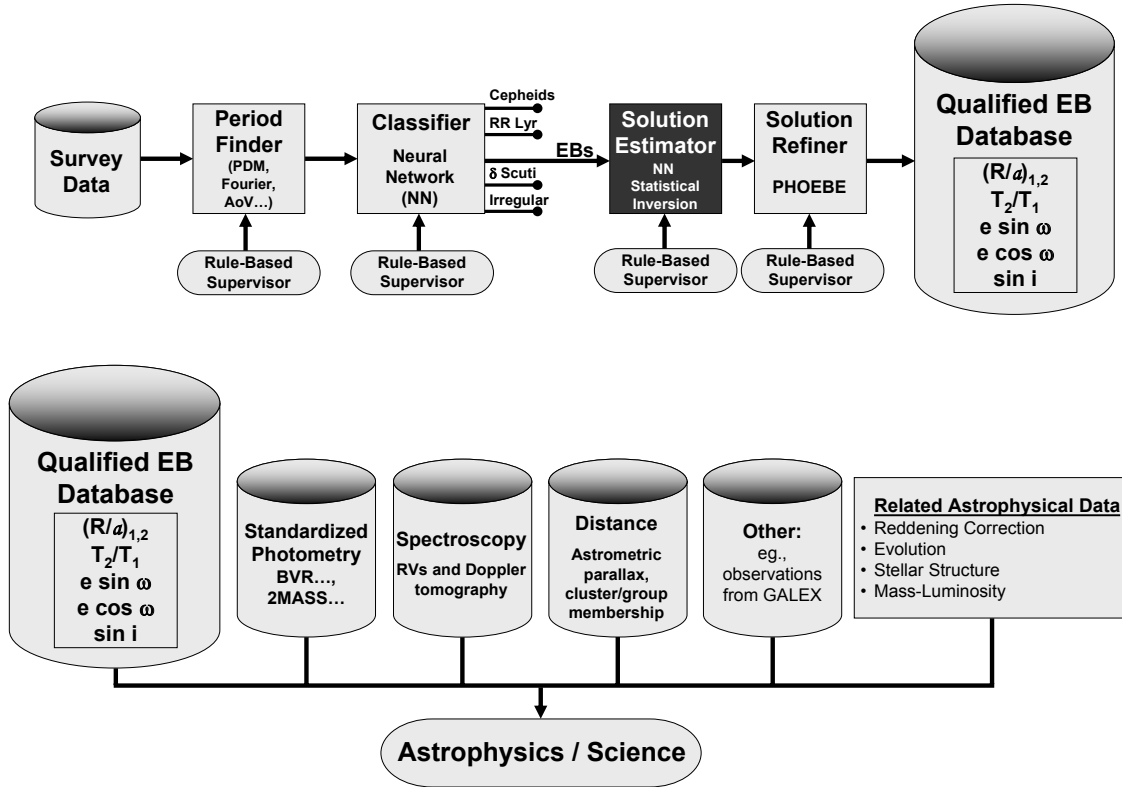 Survey
Data
Period
Finder
(PDM,
Fourier,
AoV…)
Rule-Based
Supervisor
Classifier
Neural
Network
(NN)
Rule-Based
Supervisor
Cepheids
RR Lyr
EBs
δ Scuti
Irregular
Solution
Estimator
NN
Statistical
Inversion
Rule-Based
Supervisor
Solution
Refiner
PHOEBE
Rule-Based
Supervisor
Qualified EB
Database
(R/a)1,2
T2/T1
e sin ω
e cos ω
sin i
Qualified EB
Database
(R/a)1,2
T2/T1
e sin ω
e cos ω
sin i
Standardized
Photometry
BVR…,
2MASS…
Spectroscopy
RVs and Doppler
tomography
Distance
Astrometric
parallax,
cluster/group
membership
Other:
eg.,
observations
from GALEX
Related Astrophysical Data
• Reddening Correction
• Evolution
• Stellar Structure
• Mass-Luminosity
Astrophysics / Science